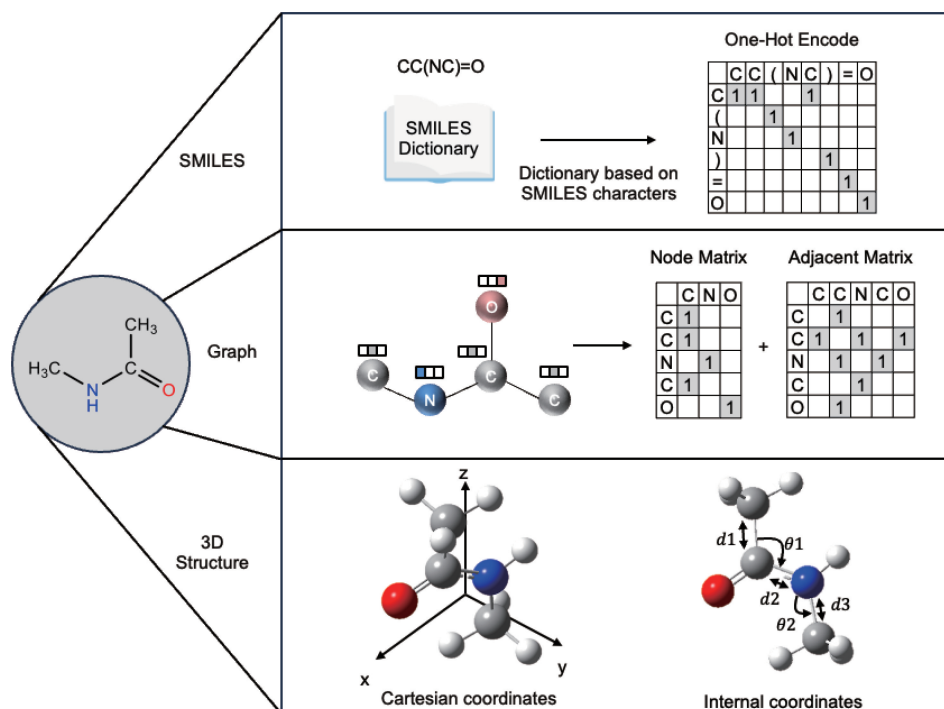 One-Hot Encode
CC(NC)=O
C C ( N C ) = O
C 1 1 1
( 1
N 1
) 1
= 1
O 1
SMILES
Dictionary
Dictionary based on
SMILES characters
SMILES
Node Matrix
Adjacent Matrix
C N O
C 1
C 1
N 1
C 1
O 1
+
C C N C O
C 1
C 1 1 1
N 1 1
C 1
O 1
O
C
N
C
C
Graph
CH₃
H₃C
N
H
O
3D
Structure
z
x
y
Cartesian coordinates
d1
θ1
d2
θ2
d3
Internal coordinates